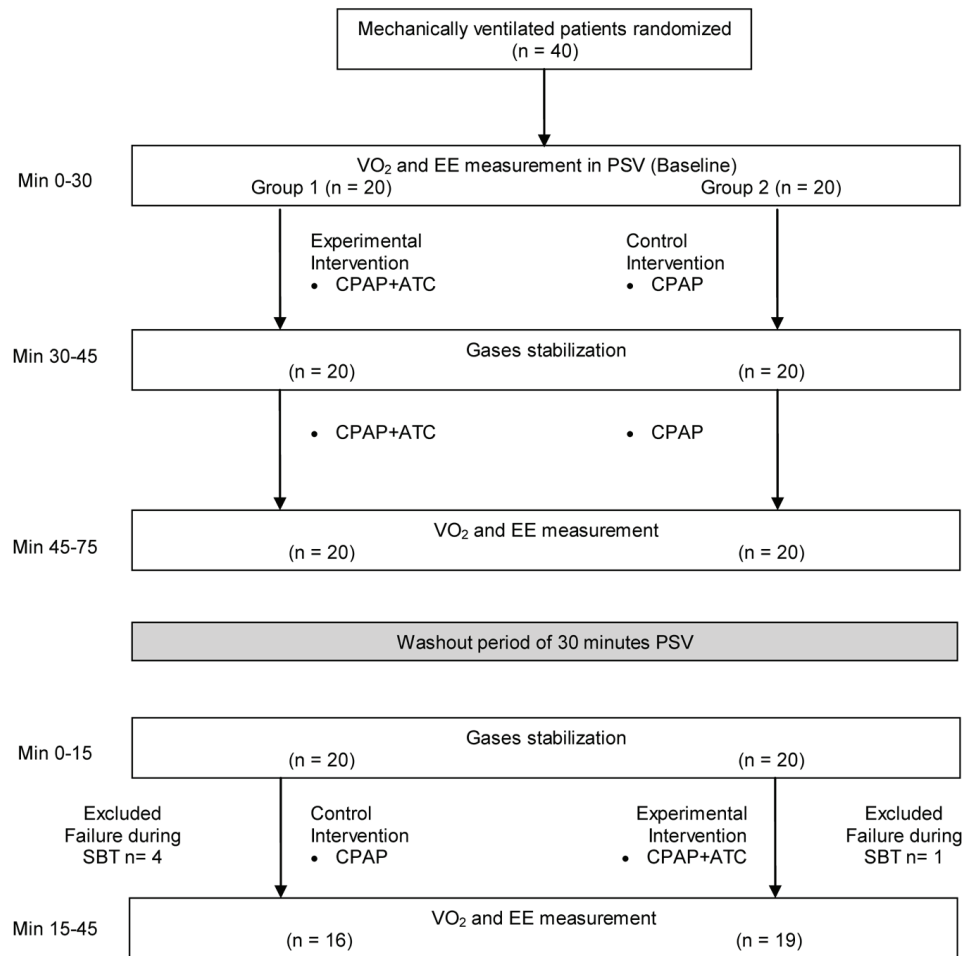 Mechanically ventilated patients randomized
(n = 40)
Min 0-30
VO₂ and EE measurement in PSV (Baseline)
Group 1 (n = 20)
Group 2 (n = 20)
Experimental
Intervention
• CPAP+ATC
Control
Intervention
• CPAP
Min 30-45
Gases stabilization
(n = 20)
(n = 20)
• CPAP+ATC
• CPAP
Min 45-75
VO₂ and EE measurement
(n = 20)
(n = 20)
Washout period of 30 minutes PSV
Min 0-15
Gases stabilization
(n = 20)
(n = 20)
Excluded
Failure during
SBT n= 4
Control
Intervention
• CPAP
Experimental
Intervention
• CPAP+ATC
Excluded
Failure during
SBT n= 1
Min 15-45
VO₂ and EE measurement
(n = 16)
(n = 19)